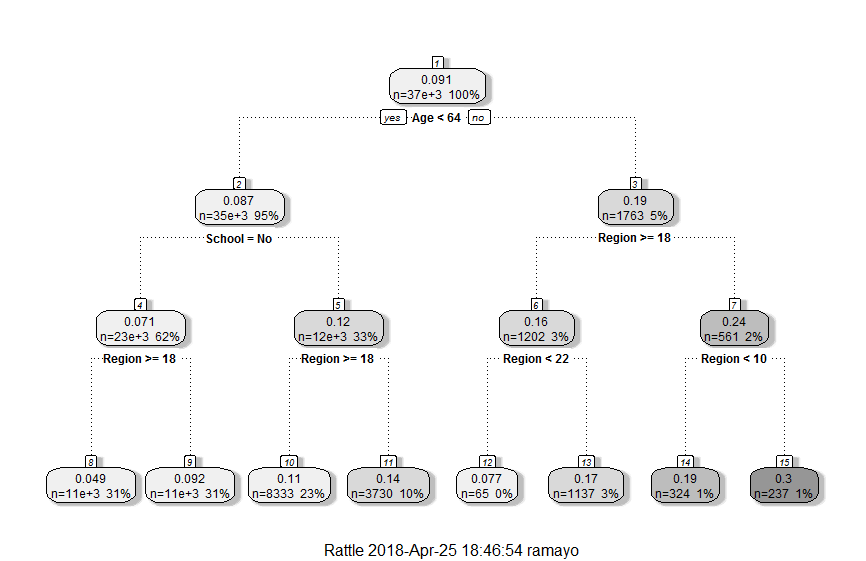 1
0.091
n=37e+3 100%
yes Age < 64 no
2
0.087
n=35e+3 95%
3
0.19
n=1763 5%
School = No
Region >= 18
4
0.071
n=23e+3 62%
5
0.12
n=12e+3 33%
6
0.16
n=1202 3%
7
0.24
n=561 2%
Region >= 18
Region >= 18
Region < 22
Region < 10
8
0.049
n=11e+3 31%
9
0.092
n=11e+3 31%
10
0.11
n=8333 23%
11
0.14
n=3730 10%
12
0.077
n=65 0%
13
0.17
n=1137 3%
14
0.19
n=324 1%
15
0.3
n=237 1%
Rattle 2018-Apr-25 18:46:54 ramayo